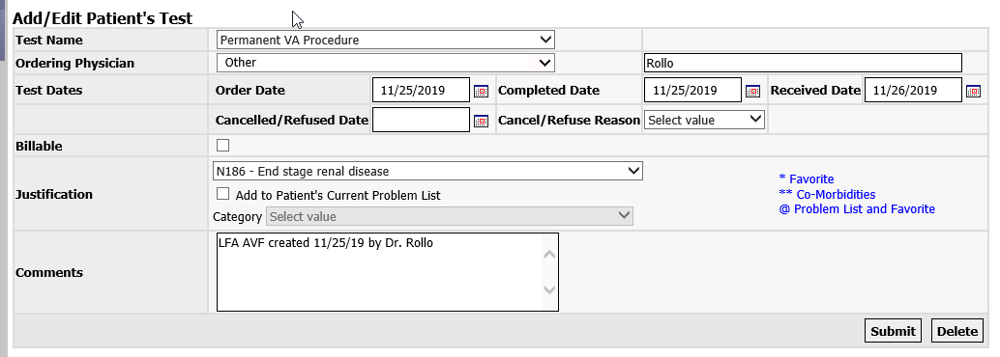 Add/Edit Patient's Test
Test Name Permanent VA Procedure
Ordering Physician Other Rollo
Test Dates Order Date 11/25/2019 Completed Date 11/25/2019 Received Date 11/26/2019
Cancelled/Refused Date Cancel/Refuse Reason Select value
Billable
N186 - End stage renal disease
* Favorite
Justification Add to Patient's Current Problem List ** Co-Morbidities
@ Problem List and Favorite
Category Select value
LFA AVF created 11/25/19 by Dr. Rollo
Comments
Submit Delete